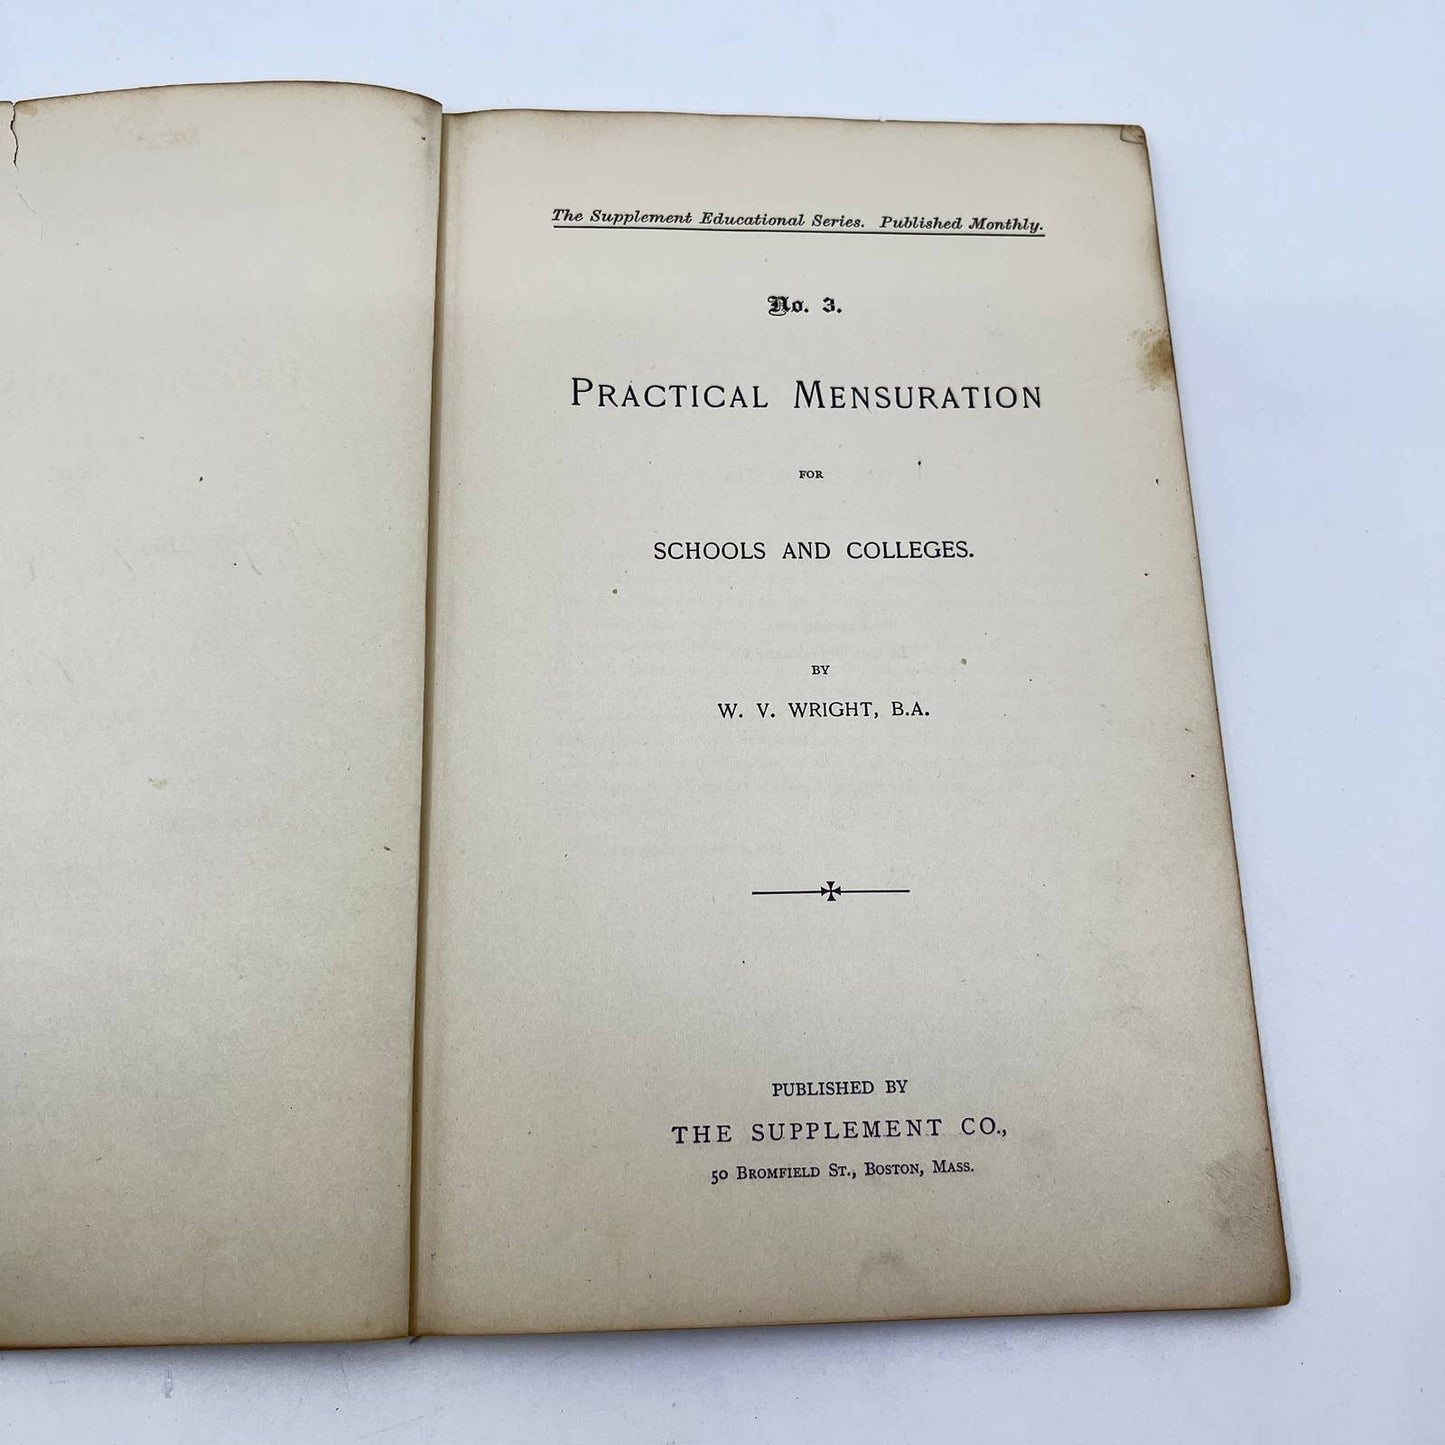 The Supplement Educational Series. Published Monthly.
No. 3.
PRACTICAL MENSURATION
FOR
SCHOOLS AND COLLEGES.
BY
W. V. WRIGHT, B.A.
PUBLISHED BY
THE SUPPLEMENT CO.,
50 BROMFIELD ST., BOSTON, MASS.